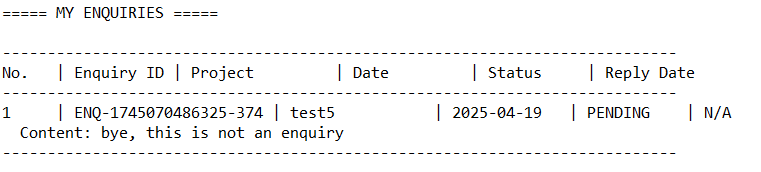 ===== MY ENQUIRIES =====
---------------------------------------------------------------------------
No.   | Enquiry ID | Project         | Date         | Status     | Reply Date
---------------------------------------------------------------------------
1     | ENQ-1745070486325-374 | test5           | 2025-04-19   | PENDING    | N/A
  Content: bye, this is not an enquiry
---------------------------------------------------------------------------